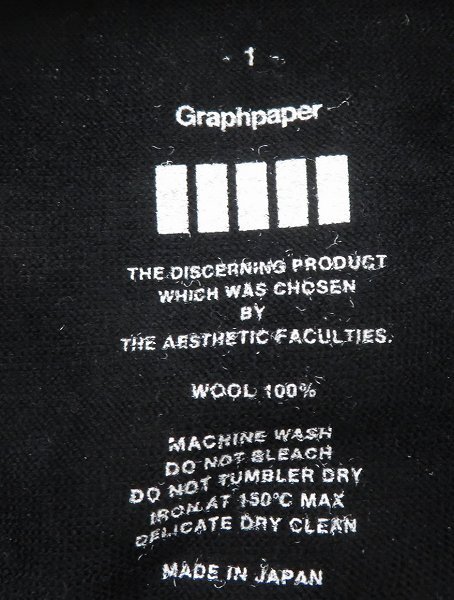 1
Graphpaper
THE DISCERNING PRODUCT
WHICH WAS CHOSEN
BY
THE AESTHETIC FACULTIES.
WOOL 100%
MACHINE WASH
DO NOT BLEACH
DO NOT TUMBLER DRY
IRON AT 150°C MAX
DELICATE DRY CLEAN
MADE IN JAPAN